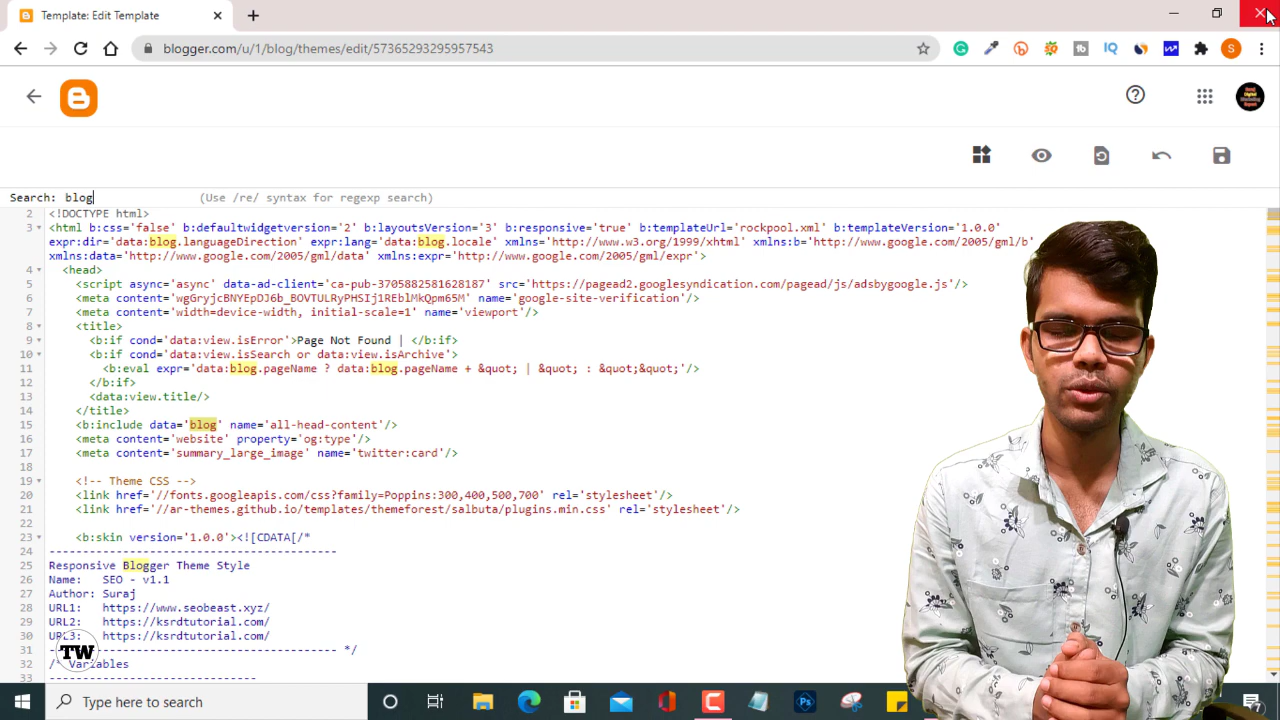 Template: Edit Template
blogger.com/u/1/blog/themes/edit/57365293295957543
Search: blog (Use /re/ syntax for regexp search)
2 <!DOCTYPE html>
3 <html b:css='false' b:defaultwidgetversion='2' b:layoutsVersion='3' b:responsive='true' b:templateUrl='rockpool.xml' b:templateVersion='1.0.0'
expr:dir='data:blog.languageDirection' expr:lang='data:blog.locale' xmlns='http://www.w3.org/1999/xhtml' xmlns:b='http://www.google.com/2005/gml/b'
xmlns:data='http://www.google.com/2005/gml/data' xmlns:expr='http://www.google.com/2005/gml/expr'>
4 <head>
5 <script async='async' data-ad-client='ca-pub-3705882581628187' src='https://pagead2.googlesyndication.com/pagead/js/adsbygoogle.js'/>
6 <meta content='wgGryjcBNYEpDJ6b_BOVTULRyPHSIj1REblMkQpm65M' name='google-site-verification'/>
7 <meta content='width=device-width, initial-scale=1' name='viewport'/>
8 <title>
9 <b:if cond='data:view.isError'>Page Not Found | </b:if>
10 <b:if cond='data:view.isSearch or data:view.isArchive'>
11 <b:eval expr='data:blog.pageName ? data:blog.pageName + &quot; | &quot; : &quot;&quot;'/>
12 </b:if>
13 <data:view.title/>
14 </title>
15 <b:include data='blog' name='all-head-content'/>
16 <meta content='website' property='og:type'/>
17 <meta content='summary_large_image' name='twitter:card'/>
18
19 <!-- Theme CSS -->
20 <link href='//fonts.googleapis.com/css?family=Poppins:300,400,500,700' rel='stylesheet'/>
21 <link href='//ar-themes.github.io/templates/themeforest/salbuta/plugins.min.css' rel='stylesheet'/>
22
23 <b:skin version='1.0.0'><![CDATA[/*
24 -------------------------------------------
25 Responsive Blogger Theme Style
26 Name: SEO - v1.1
27 Author: Suraj
28 URL1: https://www.seobeast.xyz/
29 URL2: https://ksrdtutorial.com/
30 URL3: https://ksrdtutorial.com/
31 ------------------------------------------- */
TW
32 /* Variables
33 -------------------------------
Type here to search